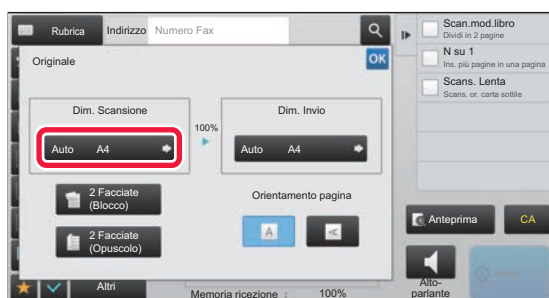 Rubrica
Indirizzo
Numero Fax
Originale
OK
Dim. Scansione
100%
Dim. Invio
Auto A4
Auto A4
2 Facciate
(Blocco)
2 Facciate
(Opuscolo)
Orientamento pagina
A
A
Altri
Memoria ricezione : 100%
Scan.mod.libro
Dividi in 2 pagine
N su 1
Ins. più pagine in una pagina
Scans. Lenta
Scans. or. carta sottile
Anteprima
CA
Alto-
parlante
Avvio